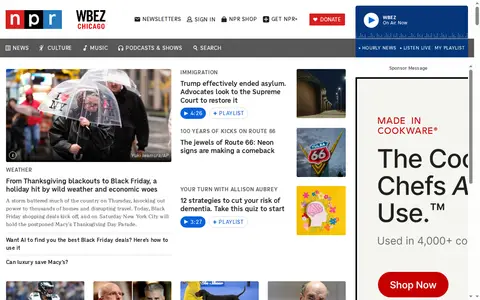 npr
WBEZ
CHICAGO
NEWSLETTERS
SIGN IN
NPR SHOP
GET NPR+
DONATE
WBEZ
On Air Now
NEWS
CULTURE
MUSIC
PODCASTS & SHOWS
SEARCH
HOURLY NEWS
LISTEN LIVE
MY PLAYLIST
Sponsor Message
IMMIGRATION
Trump effectively ended asylum.
Advocates look to the Supreme
Court to restore it
4:26
+ PLAYLIST
100 YEARS OF KICKS ON ROUTE 66
The jewels of Route 66: Neon
signs are making a comeback
66
YOUR TURN WITH ALLISON AUBREY
12 strategies to cut your risk of
dementia. Take this quiz to start
3:27
+ PLAYLIST
WEATHER
From Thanksgiving blackouts to Black Friday, a
holiday hit by wild weather and economic woes
A storm battered much of the country on Thursday, knocking out
power to thousands of homes and disrupting travel. Today, Black
Friday shopping deals kick off, and on Saturday New York City will
hold the postponed Macy's Thanksgiving Day Parade.
Want AI to find you the best Black Friday deals? Here's how to
use it
Can luxury save Macy's?
MADE IN
COOKWARE®
The Coo
Chefs A
Use.™
Used in 4,000+ co
Shop Now